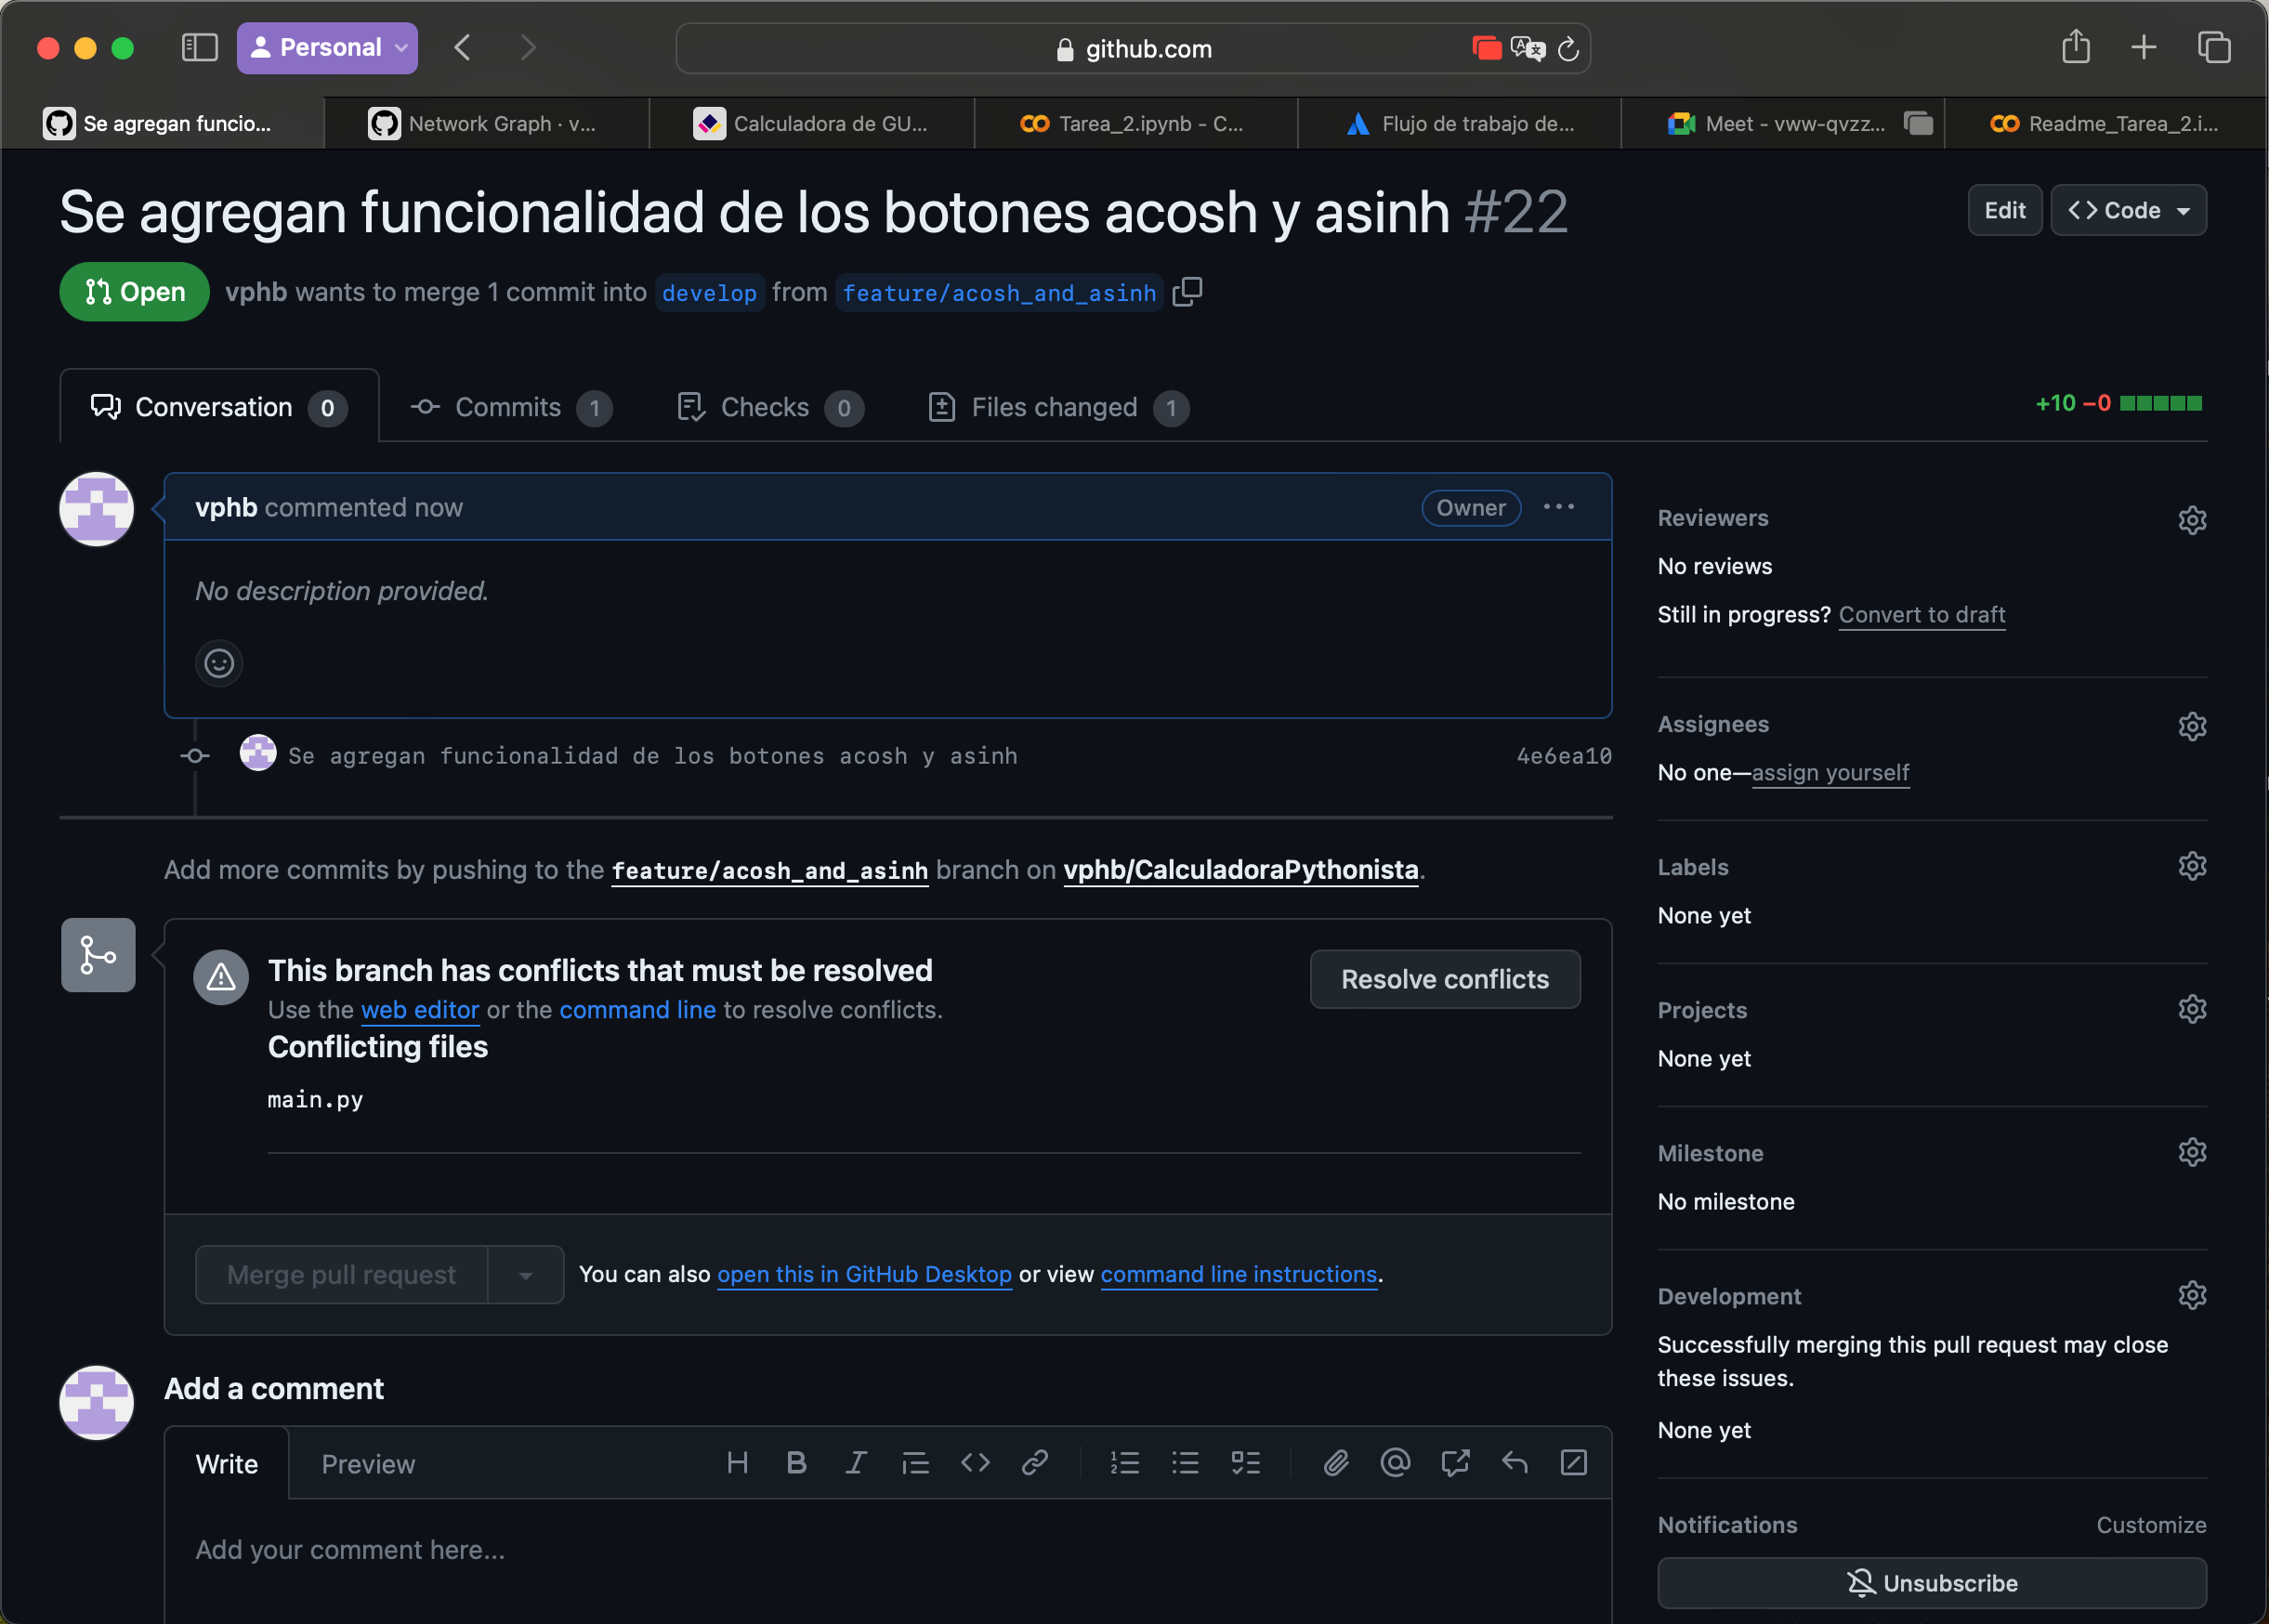 Personal
github.com
Se agregan funcio...
Network Graph · v...
Calculadora de GU...
Tarea_2.ipynb - C...
Flujo de trabajo de...
Meet - vww-qvzz...
Readme_Tarea_2.i...
Se agregan funcionalidad de los botones acosh y asinh #22
Edit
<> Code
Open
vphb wants to merge 1 commit into develop from feature/acosh_and_asinh
Conversation 0
Commits 1
Checks 0
Files changed 1
+10 −0
vphb commented now
Owner
No description provided.
Se agregan funcionalidad de los botones acosh y asinh
4e6ea10
Add more commits by pushing to the feature/acosh_and_asinh branch on vphb/CalculadoraPythonista.
This branch has conflicts that must be resolved
Use the web editor or the command line to resolve conflicts.
Resolve conflicts
Conflicting files
main.py
Merge pull request
You can also open this in GitHub Desktop or view command line instructions.
Add a comment
Write
Preview
Add your comment here...
Reviewers
No reviews
Still in progress? Convert to draft
Assignees
No one—assign yourself
Labels
None yet
Projects
None yet
Milestone
No milestone
Development
Successfully merging this pull request may close
these issues.
None yet
Notifications
Customize
Unsubscribe